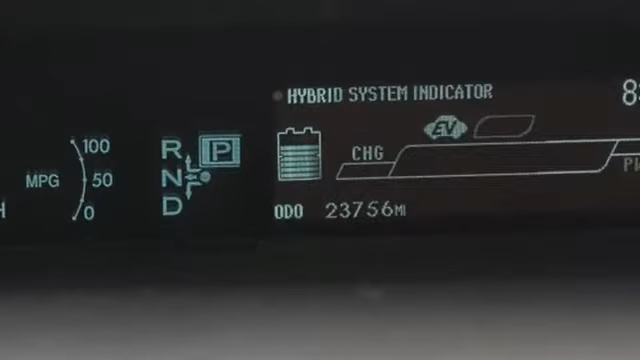 HYBRID SYSTEM INDICATOR
EV
100
R P
CHG
MPG 50
N
0
D
ODO 23756MI